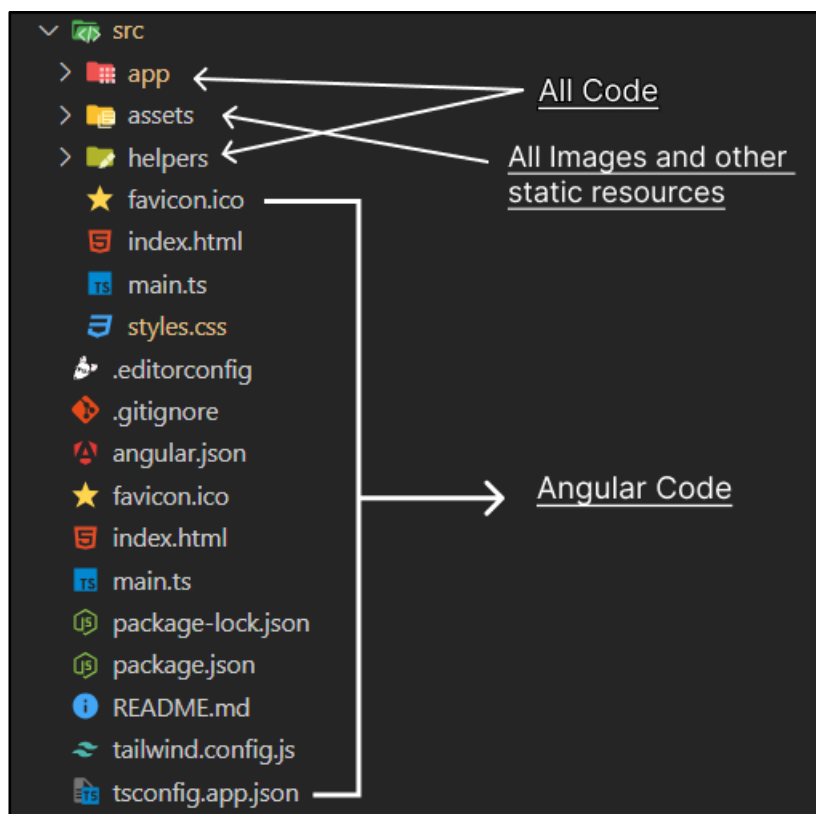 src
app
All Code
assets
helpers
All Images and other
static resources
favicon.ico
index.html
main.ts
styles.css
.editorconfig
.gitignore
angular.json
favicon.ico
Angular Code
index.html
main.ts
package-lock.json
package.json
README.md
tailwind.config.js
tsconfig.app.json